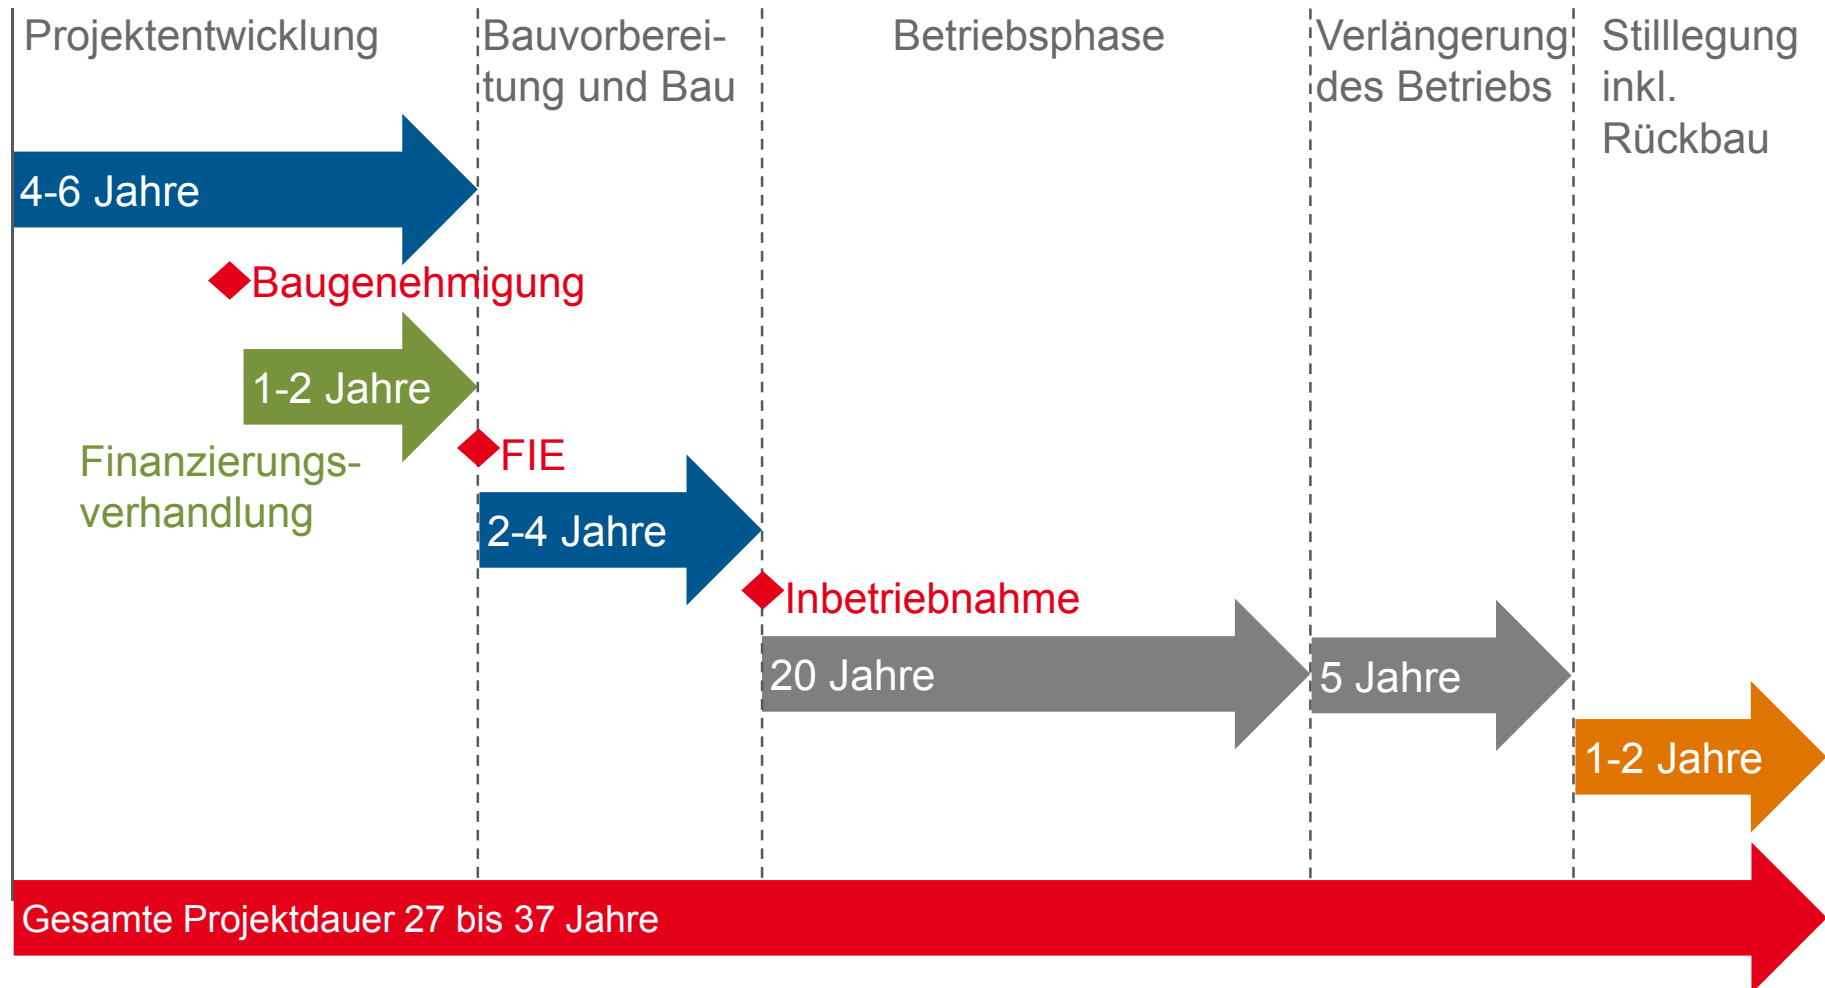 Projektentwicklung
Bauvorberei-
tung und Bau
Betriebsphase
Verlängerung
des Betriebs
Stilllegung
inkl.
Rückbau
4-6 Jahre
Baugenehmigung
1-2 Jahre
Finanzierungs-
verhandlung
FIE
2-4 Jahre
Inbetriebnahme
20 Jahre
5 Jahre
1-2 Jahre
Gesamte Projektdauer 27 bis 37 Jahre